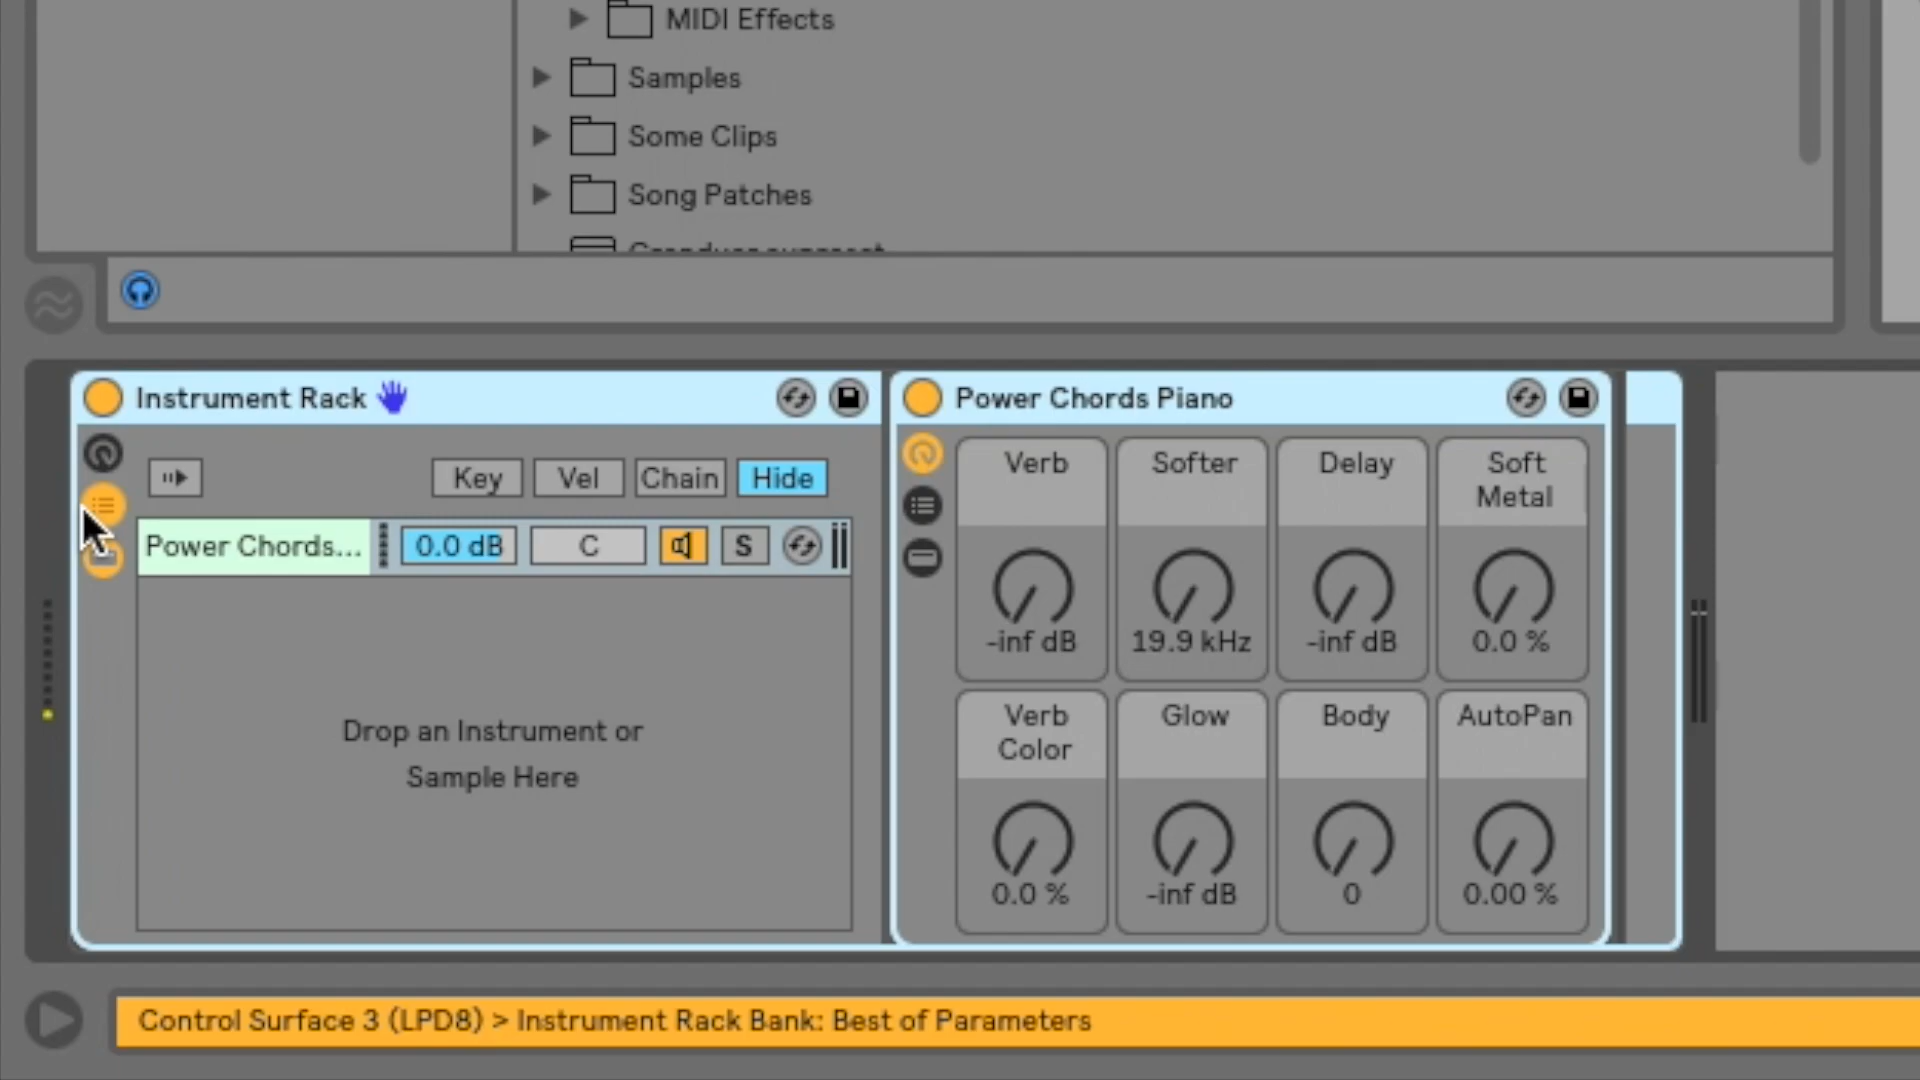 MIDI Effects
Samples
Some Clips
Song Patches
Instrument Rack
Power Chords Piano
Key Vel Chain Hide
Power Chords... 0.0 dB C S
Drop an Instrument or
Sample Here
Verb Softer Delay Soft
Metal
-inf dB 19.9 kHz -inf dB 0.0 %
Verb Glow Body AutoPan
Color
0.0 % -inf dB 0 0.00 %
Control Surface 3 (LPD8) > Instrument Rack Bank: Best of Parameters